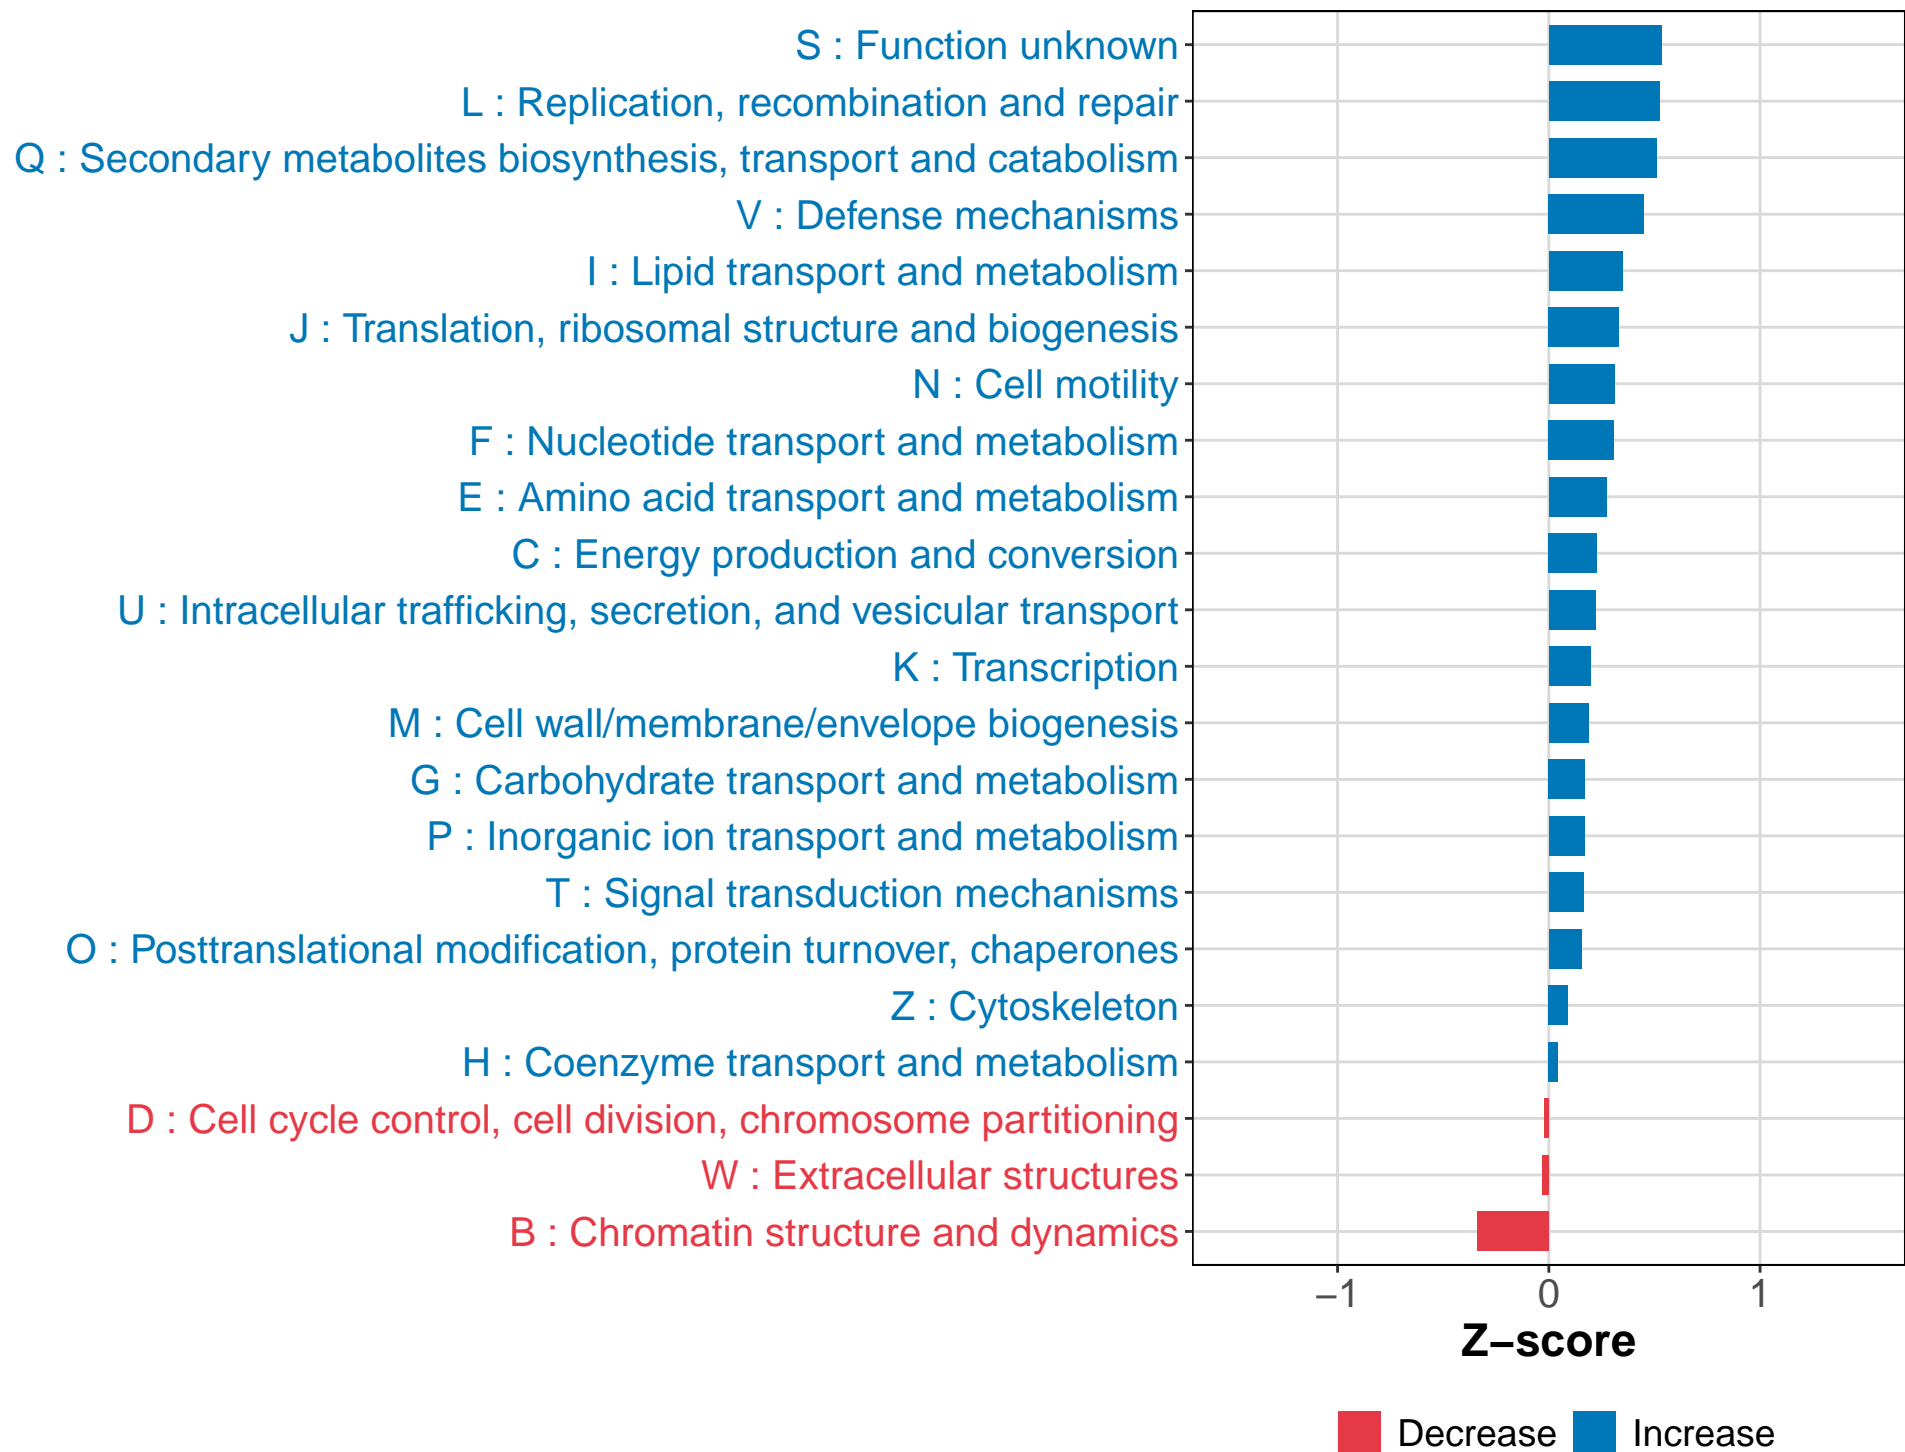 S : Function unknown
L : Replication, recombination and repair
Q : Secondary metabolites biosynthesis, transport and catabolism
V : Defense mechanisms
I : Lipid transport and metabolism
J : Translation, ribosomal structure and biogenesis
N : Cell motility
F : Nucleotide transport and metabolism
E : Amino acid transport and metabolism
C : Energy production and conversion
U : Intracellular trafficking, secretion, and vesicular transport
K : Transcription
M : Cell wall/membrane/envelope biogenesis
G : Carbohydrate transport and metabolism
P : Inorganic ion transport and metabolism
T : Signal transduction mechanisms
O : Posttranslational modification, protein turnover, chaperones
Z : Cytoskeleton
H : Coenzyme transport and metabolism
D : Cell cycle control, cell division, chromosome partitioning
W : Extracellular structures
B : Chromatin structure and dynamics
−1 0 1
Z−score
Decrease Increase